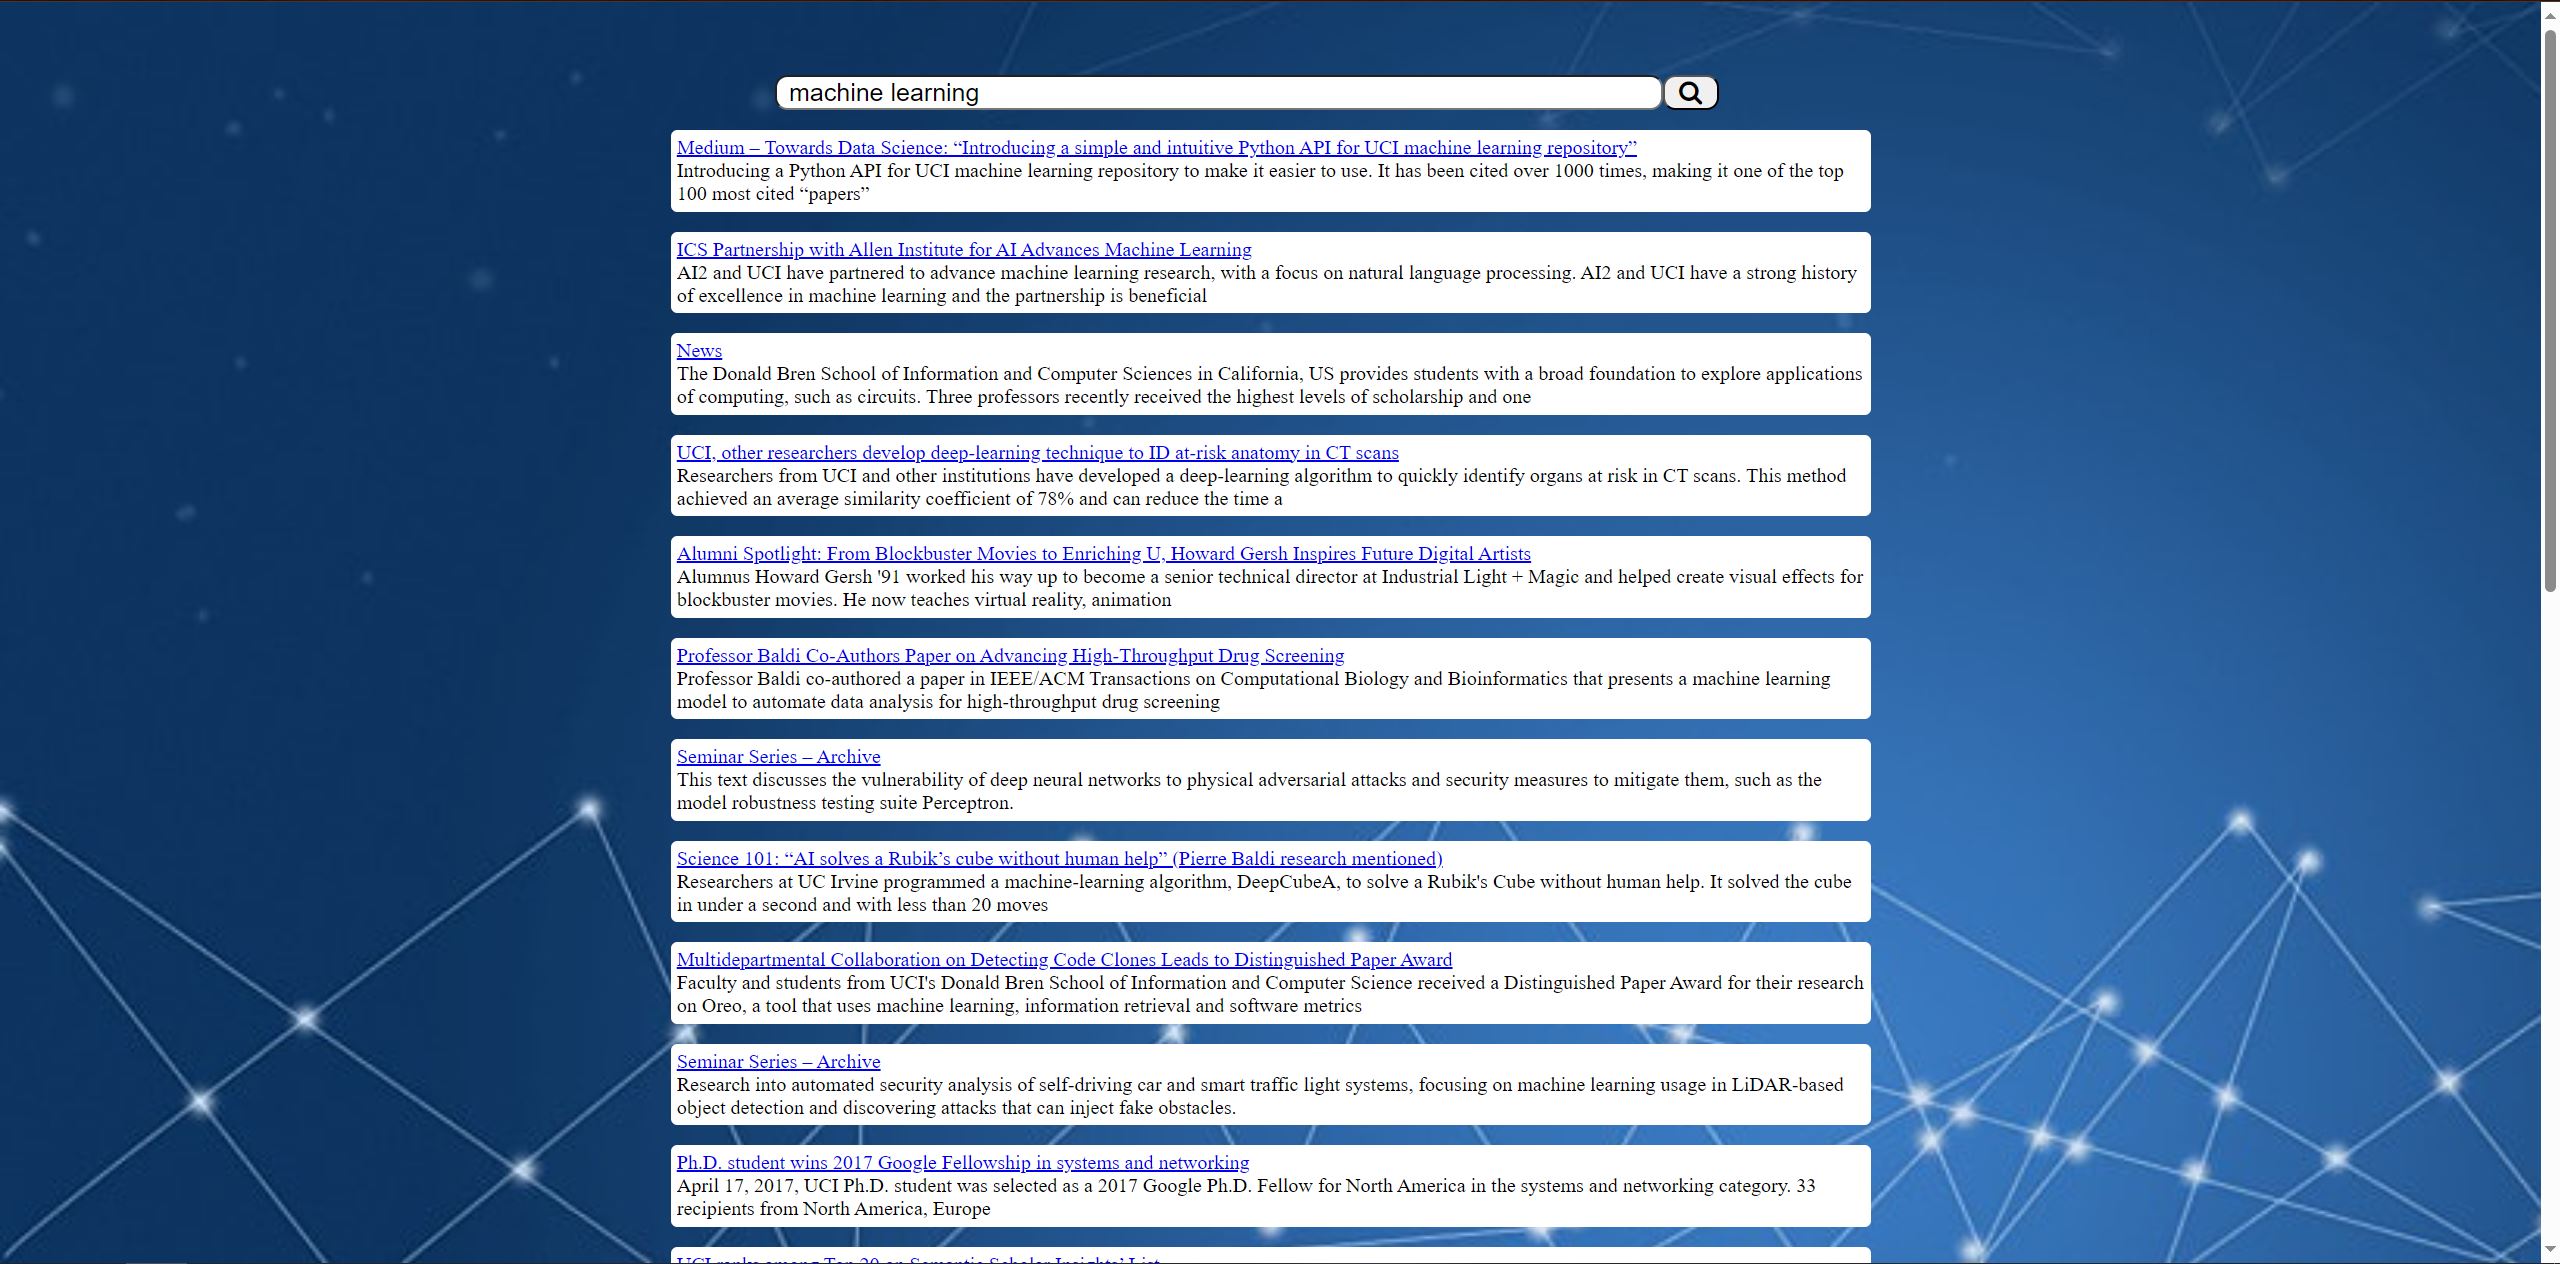 machine learning
Medium – Towards Data Science: “Introducing a simple and intuitive Python API for UCI machine learning repository”
Introducing a Python API for UCI machine learning repository to make it easier to use. It has been cited over 1000 times, making it one of the top
100 most cited “papers”
ICS Partnership with Allen Institute for AI Advances Machine Learning
AI2 and UCI have partnered to advance machine learning research, with a focus on natural language processing. AI2 and UCI have a strong history
of excellence in machine learning and the partnership is beneficial
News
The Donald Bren School of Information and Computer Sciences in California, US provides students with a broad foundation to explore applications
of computing, such as circuits. Three professors recently received the highest levels of scholarship and one
UCI, other researchers develop deep-learning technique to ID at-risk anatomy in CT scans
Researchers from UCI and other institutions have developed a deep-learning algorithm to quickly identify organs at risk in CT scans. This method
achieved an average similarity coefficient of 78% and can reduce the time a
Alumni Spotlight: From Blockbuster Movies to Enriching U, Howard Gersh Inspires Future Digital Artists
Alumnus Howard Gersh '91 worked his way up to become a senior technical director at Industrial Light + Magic and helped create visual effects for
blockbuster movies. He now teaches virtual reality, animation
Professor Baldi Co-Authors Paper on Advancing High-Throughput Drug Screening
Professor Baldi co-authored a paper in IEEE/ACM Transactions on Computational Biology and Bioinformatics that presents a machine learning
model to automate data analysis for high-throughput drug screening
Seminar Series – Archive
This text discusses the vulnerability of deep neural networks to physical adversarial attacks and security measures to mitigate them, such as the
model robustness testing suite Perceptron.
Science 101: “AI solves a Rubik’s cube without human help” (Pierre Baldi research mentioned)
Researchers at UC Irvine programmed a machine-learning algorithm, DeepCubeA, to solve a Rubik's Cube without human help. It solved the cube
in under a second and with less than 20 moves
Multidepartmental Collaboration on Detecting Code Clones Leads to Distinguished Paper Award
Faculty and students from UCI's Donald Bren School of Information and Computer Science received a Distinguished Paper Award for their research
on Oreo, a tool that uses machine learning, information retrieval and software metrics
Seminar Series – Archive
Research into automated security analysis of self-driving car and smart traffic light systems, focusing on machine learning usage in LiDAR-based
object detection and discovering attacks that can inject fake obstacles.
Ph.D. student wins 2017 Google Fellowship in systems and networking
April 17, 2017, UCI Ph.D. student was selected as a 2017 Google Ph.D. Fellow for North America in the systems and networking category. 33
recipients from North America, Europe
UCI ranks among Top 20 on Semantic Scholar Insights’ List